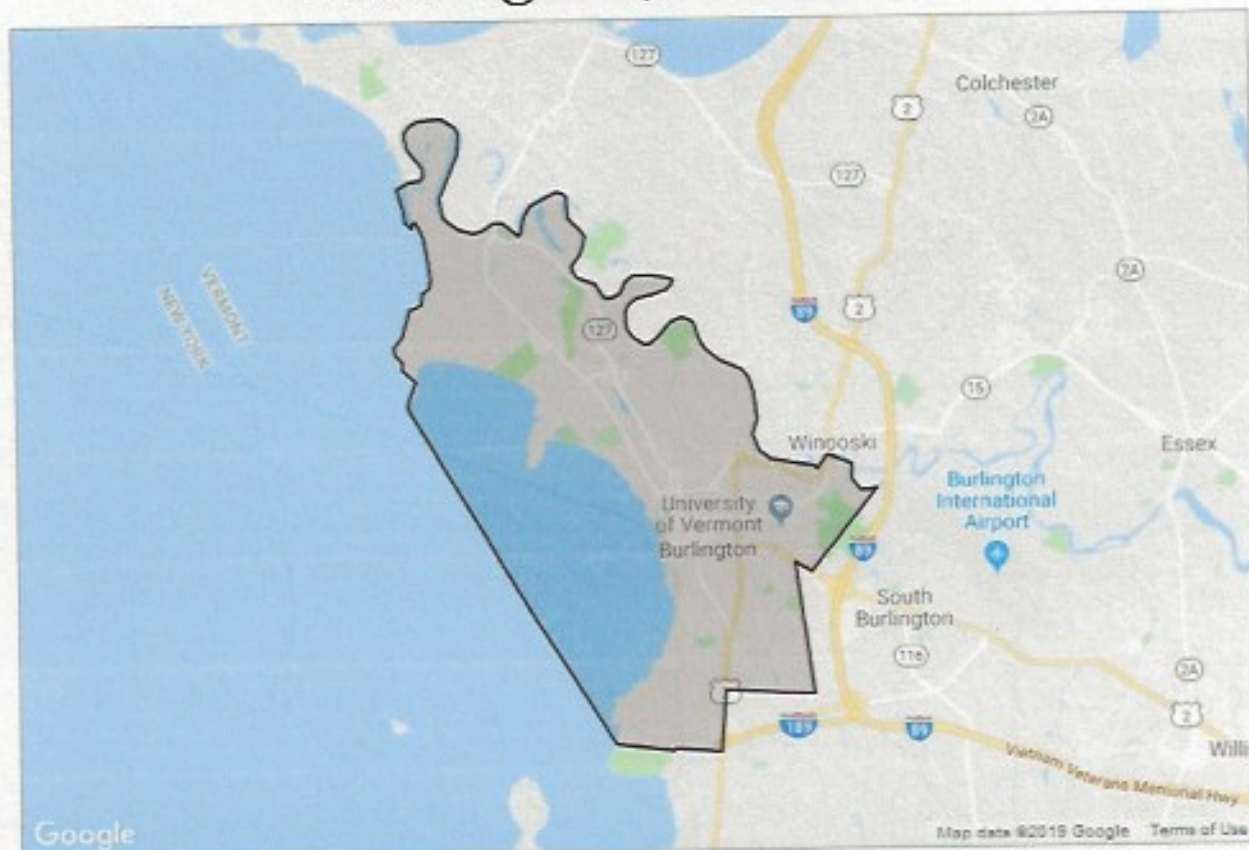 127
Colchester
2
2A
127
VERMONT
NEW YORK
2A
89
2
127
15
Winooski
Essex
University
of Vermont
Burlington
Burlington
International
Airport
89
South
Burlington
116
2A
2
189
89
Willi
Vietnam Veterans Memorial Hwy
Google
Map data ©2019 Google Terms of Use